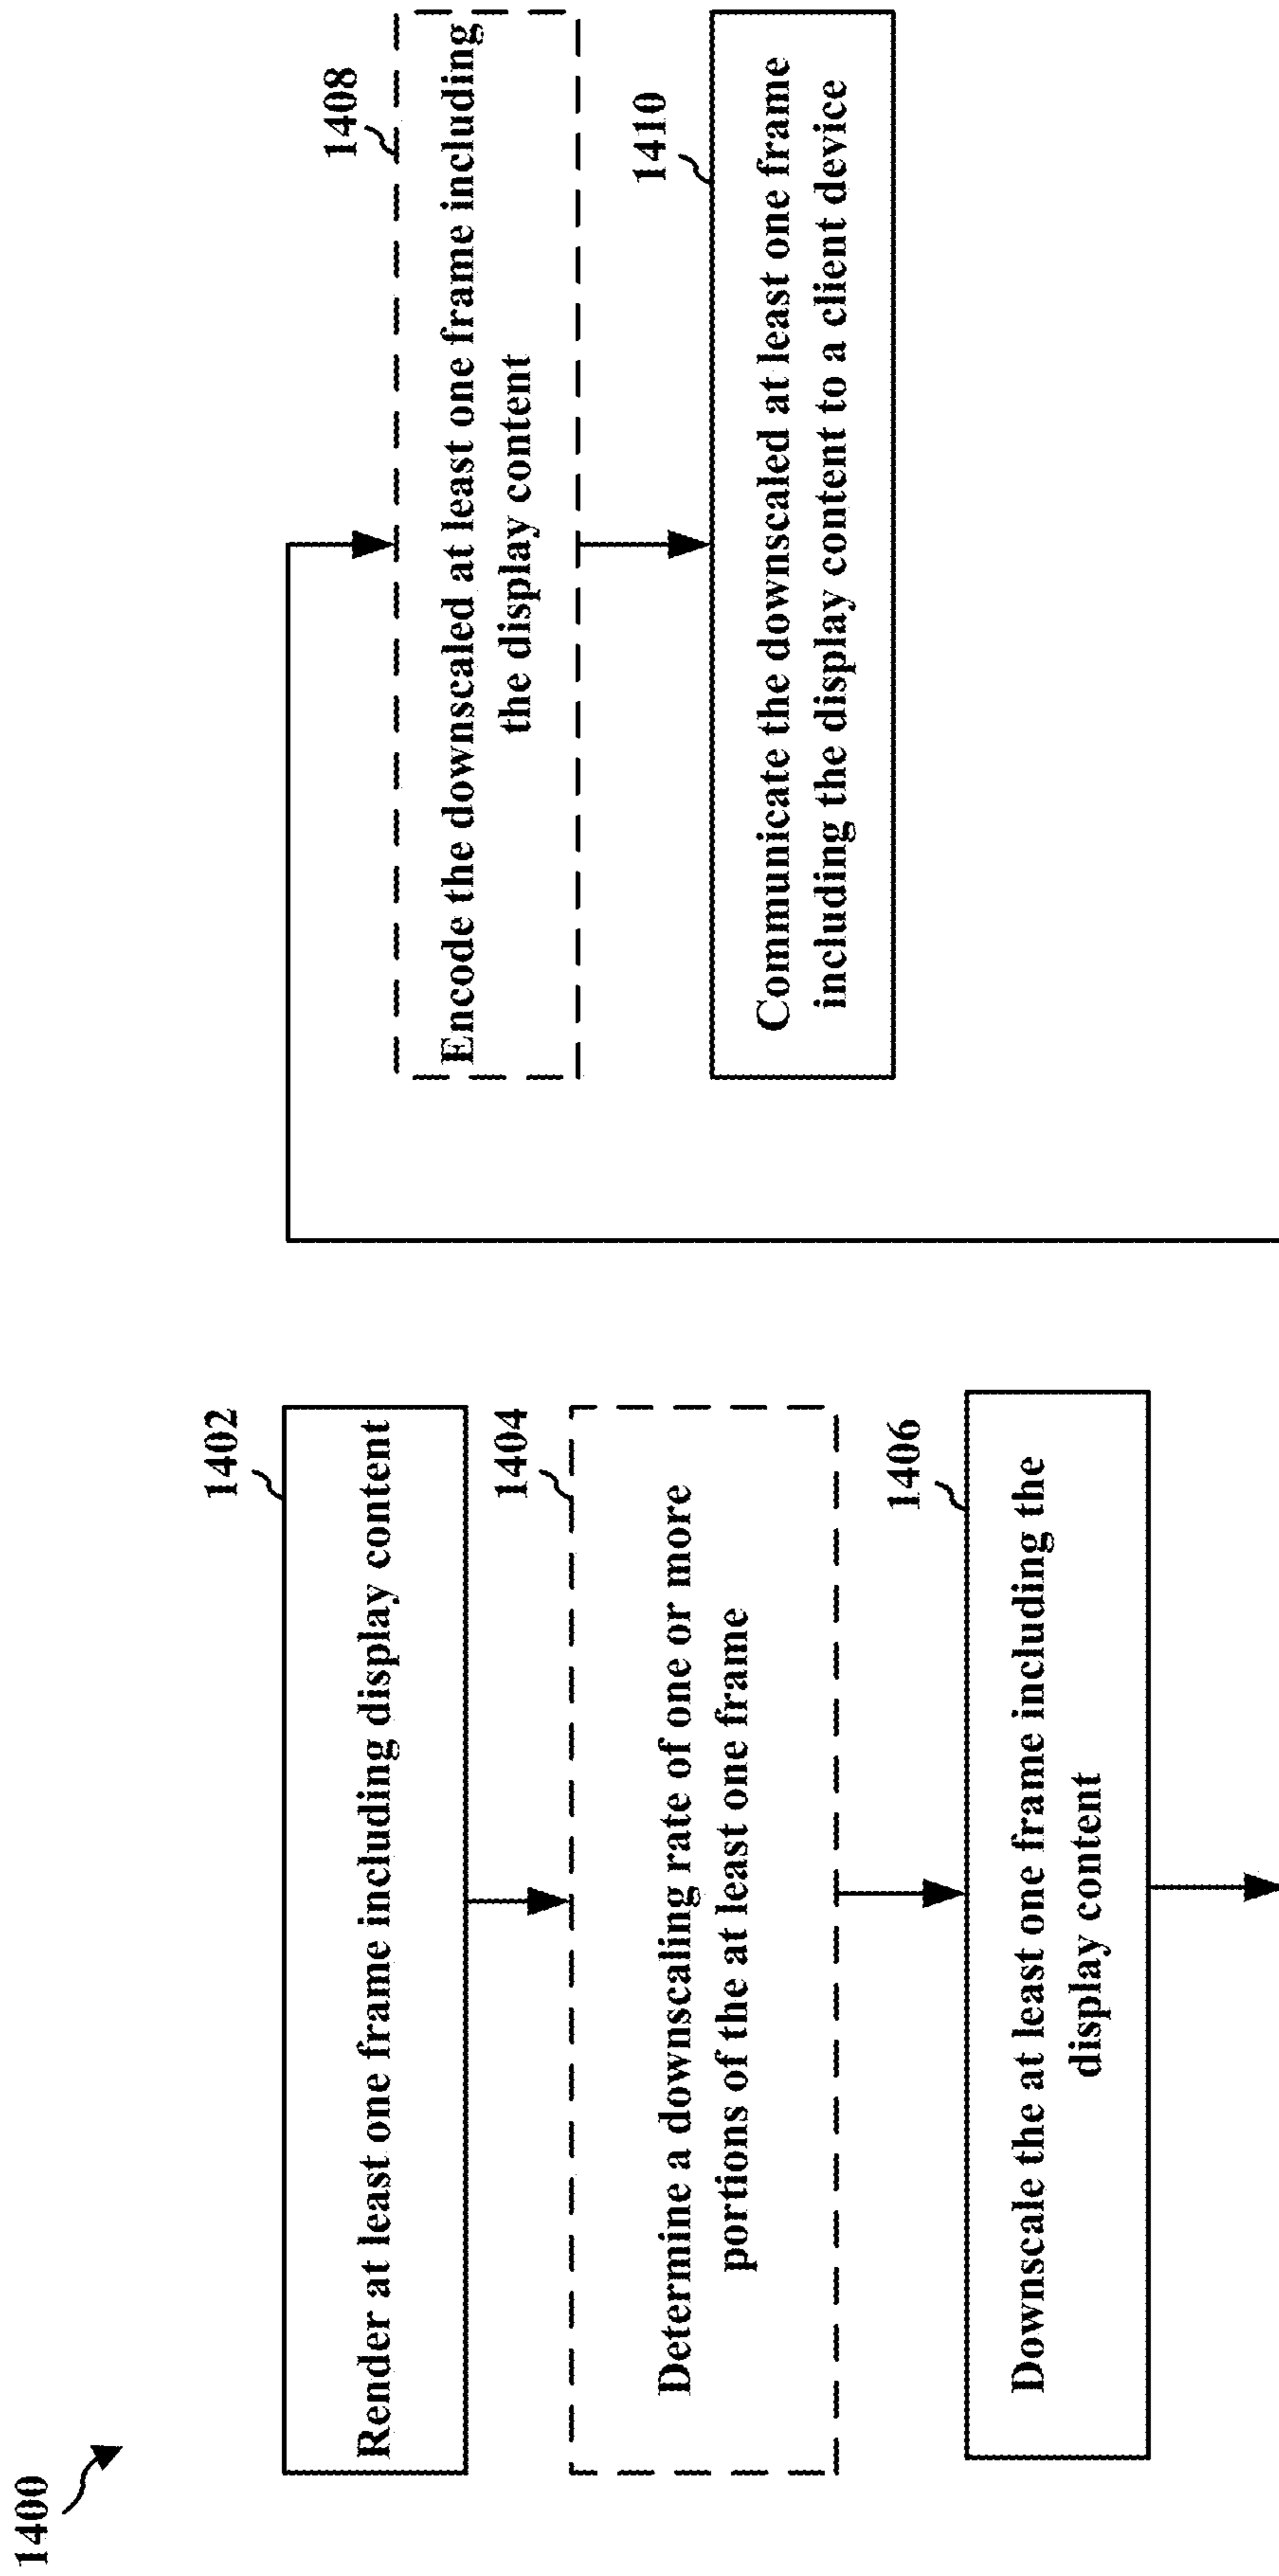 1400
1402
Render at least one frame including display content
1404
Determine a downscaling rate of one or more
portions of the at least one frame
1406
Downscale the at least one frame including the
display content
1408
Encode the downscaled at least one frame including
the display content
1410
Communicate the downscaled at least one frame
including the display content to a client device